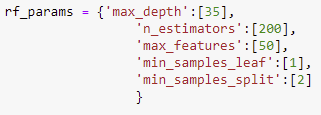 rf_params = {'max_depth':[35],
'n_estimators':[200],
'max_features':[50],
'min_samples_leaf':[1],
'min_samples_split':[2]
}